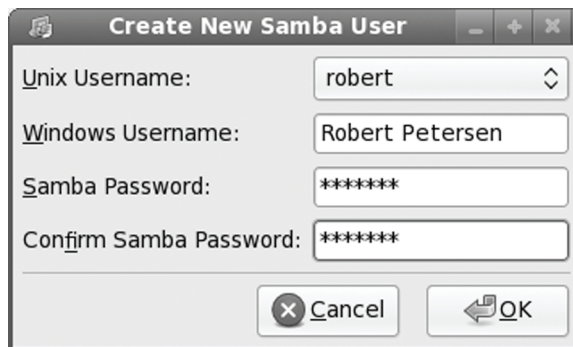 Create New Samba User
Unix Username: robert
Windows Username: Robert Petersen
Samba Password: *******
Confirm Samba Password: *******
Cancel OK